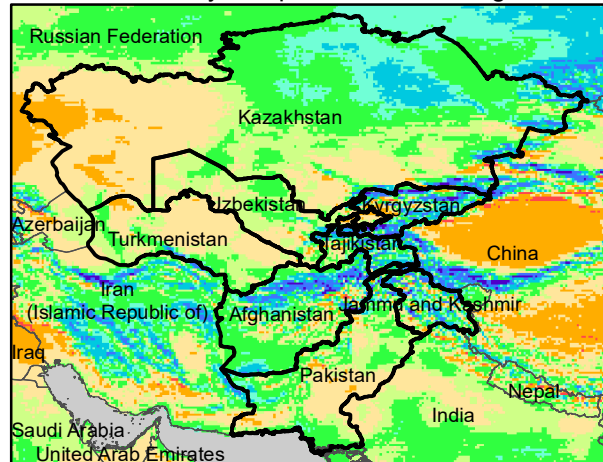 Russian Federation
Kazakhstan
Uzbekistan
Kyrgyzstan
Azerbaijan
Turkmenistan
Tajikistan
China
Iran
(Islamic Republic of)
Afghanistan
Jammu and Kashmir
Iraq
Pakistan
Nepal
India
Saudi Arabia
United Arab Emirates